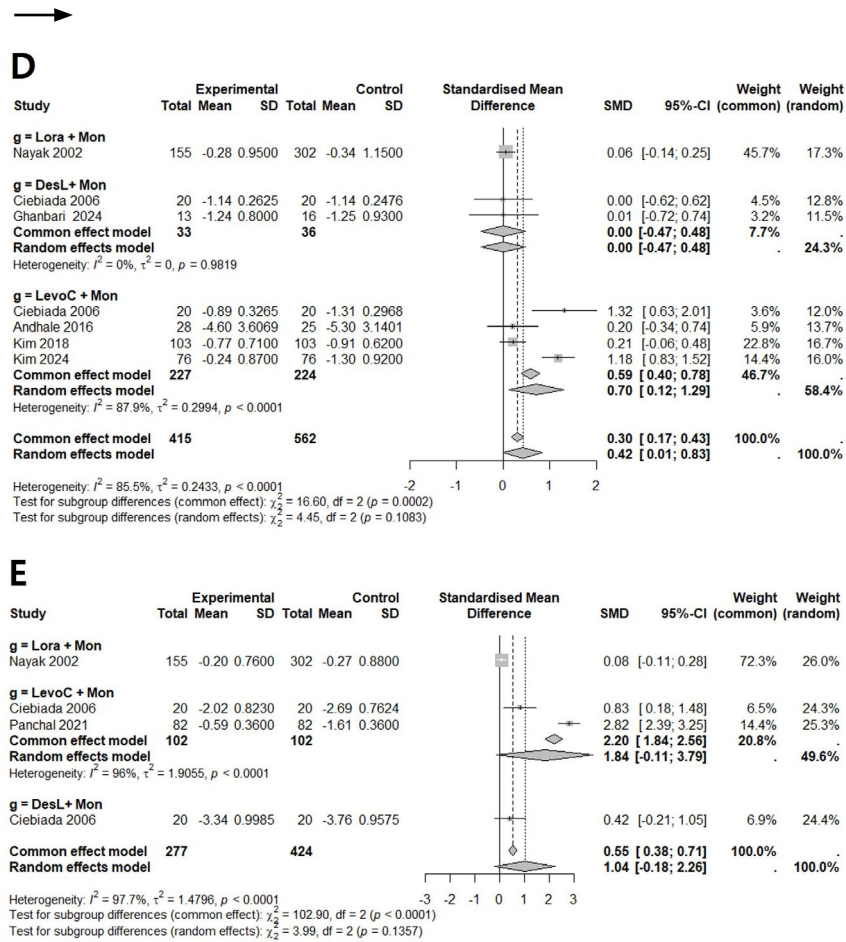 D
Experimental Control Standardised Mean Weight Weight
Study Total Mean SD Total Mean SD Difference SMD 95%-CI (common) (random)
g = Lora + Mon
Nayak 2002 155 -0.28 0.9500 302 -0.34 1.1500 0.06 [-0.14; 0.25] 45.7% 17.3%
g = DesL+ Mon
Ciebiada 2006 20 -1.14 0.2625 20 -1.14 0.2476 0.00 [-0.62; 0.62] 4.5% 12.8%
Ghanbari 2024 13 -1.24 0.8000 16 -1.25 0.9300 0.01 [-0.72; 0.74] 3.2% 11.5%
Common effect model 33 36 0.00 [-0.47; 0.48] 7.7% .
Random effects model 0.00 [-0.47; 0.48] . 24.3%
Heterogeneity: I² = 0%, τ² = 0, p = 0.9819
g = LevoC + Mon
Ciebiada 2006 20 -0.89 0.3265 20 -1.31 0.2968 1.32 [ 0.63; 2.01] 3.6% 12.0%
Andhale 2016 28 -4.60 3.6069 25 -5.30 3.1401 0.20 [-0.34; 0.74] 5.9% 13.7%
Kim 2018 103 -0.77 0.7100 103 -0.91 0.6200 0.21 [-0.06; 0.48] 22.8% 16.7%
Kim 2024 76 -0.24 0.8700 76 -1.30 0.9200 1.18 [ 0.83; 1.52] 14.4% 16.0%
Common effect model 227 224 0.59 [ 0.40; 0.78] 46.7% .
Random effects model 0.70 [ 0.12; 1.29] . 58.4%
Heterogeneity: I² = 87.9%, τ² = 0.2994, p < 0.0001
Common effect model 415 562 0.30 [ 0.17; 0.43] 100.0% .
Random effects model 0.42 [ 0.01; 0.83] . 100.0%
-2 -1 0 1 2
Heterogeneity: I² = 85.5%, τ² = 0.2433, p < 0.0001
Test for subgroup differences (common effect): χ²₂ = 16.60, df = 2 (p = 0.0002)
Test for subgroup differences (random effects): χ²₂ = 4.45, df = 2 (p = 0.1083)
E
Experimental Control Standardised Mean Weight Weight
Study Total Mean SD Total Mean SD Difference SMD 95%-CI (common) (random)
g = Lora + Mon
Nayak 2002 155 -0.20 0.7600 302 -0.27 0.8800 0.08 [-0.11; 0.28] 72.3% 26.0%
g = LevoC + Mon
Ciebiada 2006 20 -2.02 0.8230 20 -2.69 0.7624 0.83 [ 0.18; 1.48] 6.5% 24.3%
Panchal 2021 82 -0.59 0.3600 82 -1.61 0.3600 2.82 [ 2.39; 3.25] 14.4% 25.3%
Common effect model 102 102 2.20 [ 1.84; 2.56] 20.8% .
Random effects model 1.84 [-0.11; 3.79] . 49.6%
Heterogeneity: I² = 96%, τ² = 1.9055, p < 0.0001
g = DesL+ Mon
Ciebiada 2006 20 -3.34 0.9985 20 -3.76 0.9575 0.42 [-0.21; 1.05] 6.9% 24.4%
Common effect model 277 424 0.55 [ 0.38; 0.71] 100.0% .
Random effects model 1.04 [-0.18; 2.26] . 100.0%
-3 -2 -1 0 1 2 3
Heterogeneity: I² = 97.7%, τ² = 1.4796, p < 0.0001
Test for subgroup differences (common effect): χ²₂ = 102.90, df = 2 (p < 0.0001)
Test for subgroup differences (random effects): χ²₂ = 3.99, df = 2 (p = 0.1357)